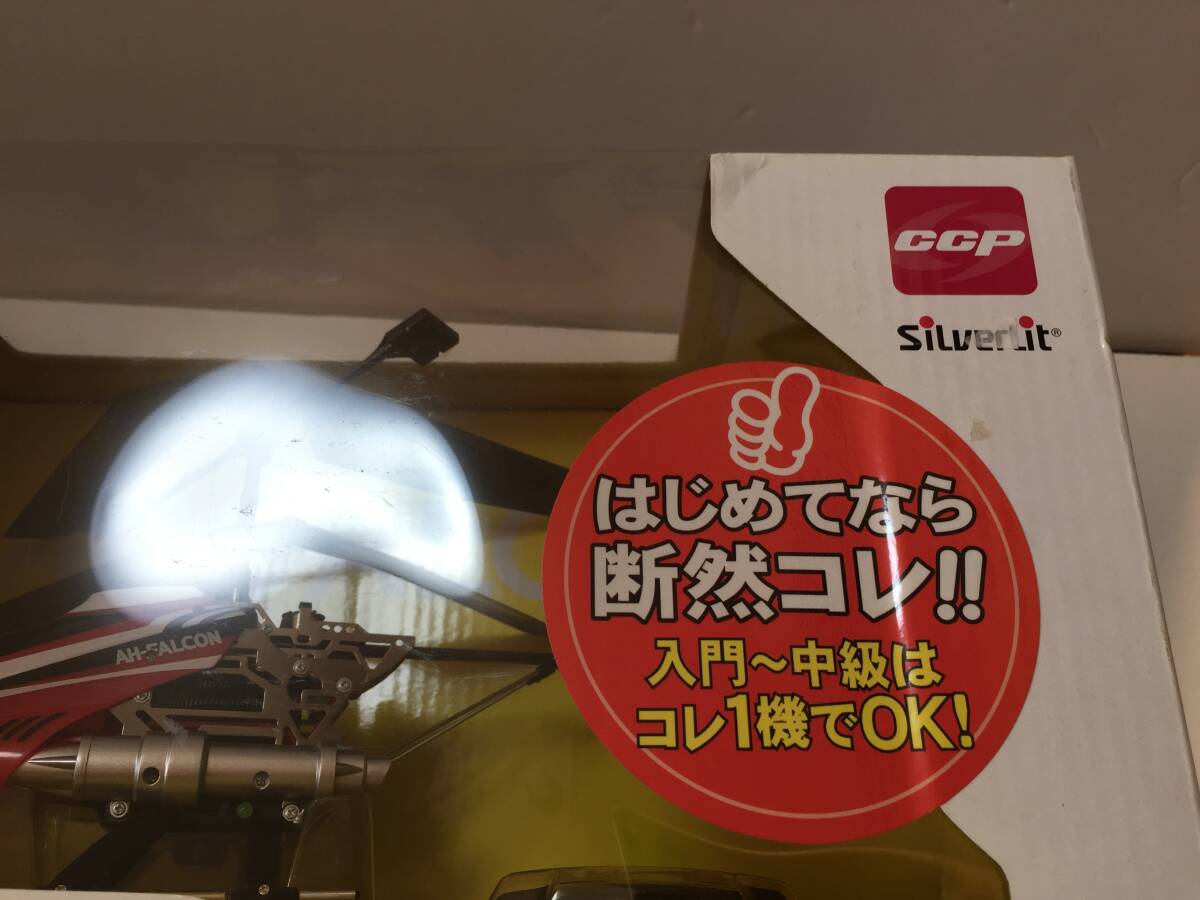 CCP
SiLverLit®
はじめてなら
断然コレ!!
入門～中級は
コレ1機でOK!
AH-FALCON